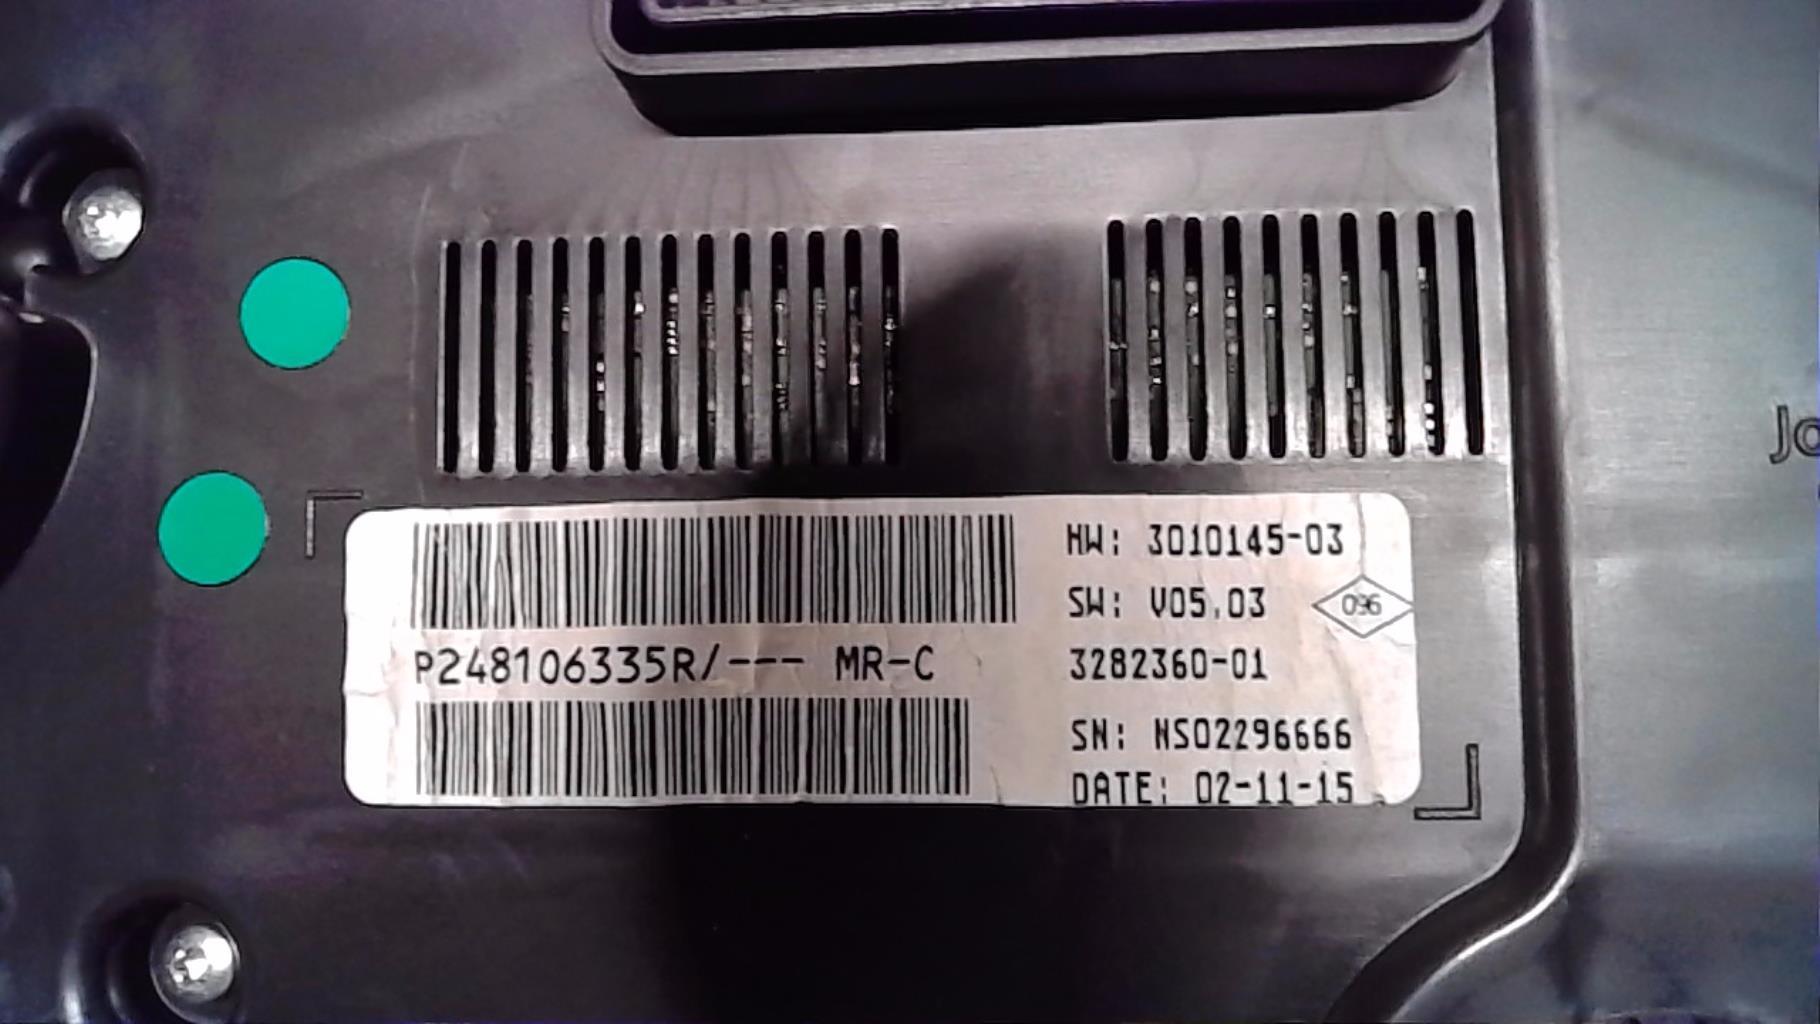 P248106335R/--- MR-C
HW: 3010145-03
SW: V05.03
096
3282360-01
SN: NS02296666
DATE: 02-11-15